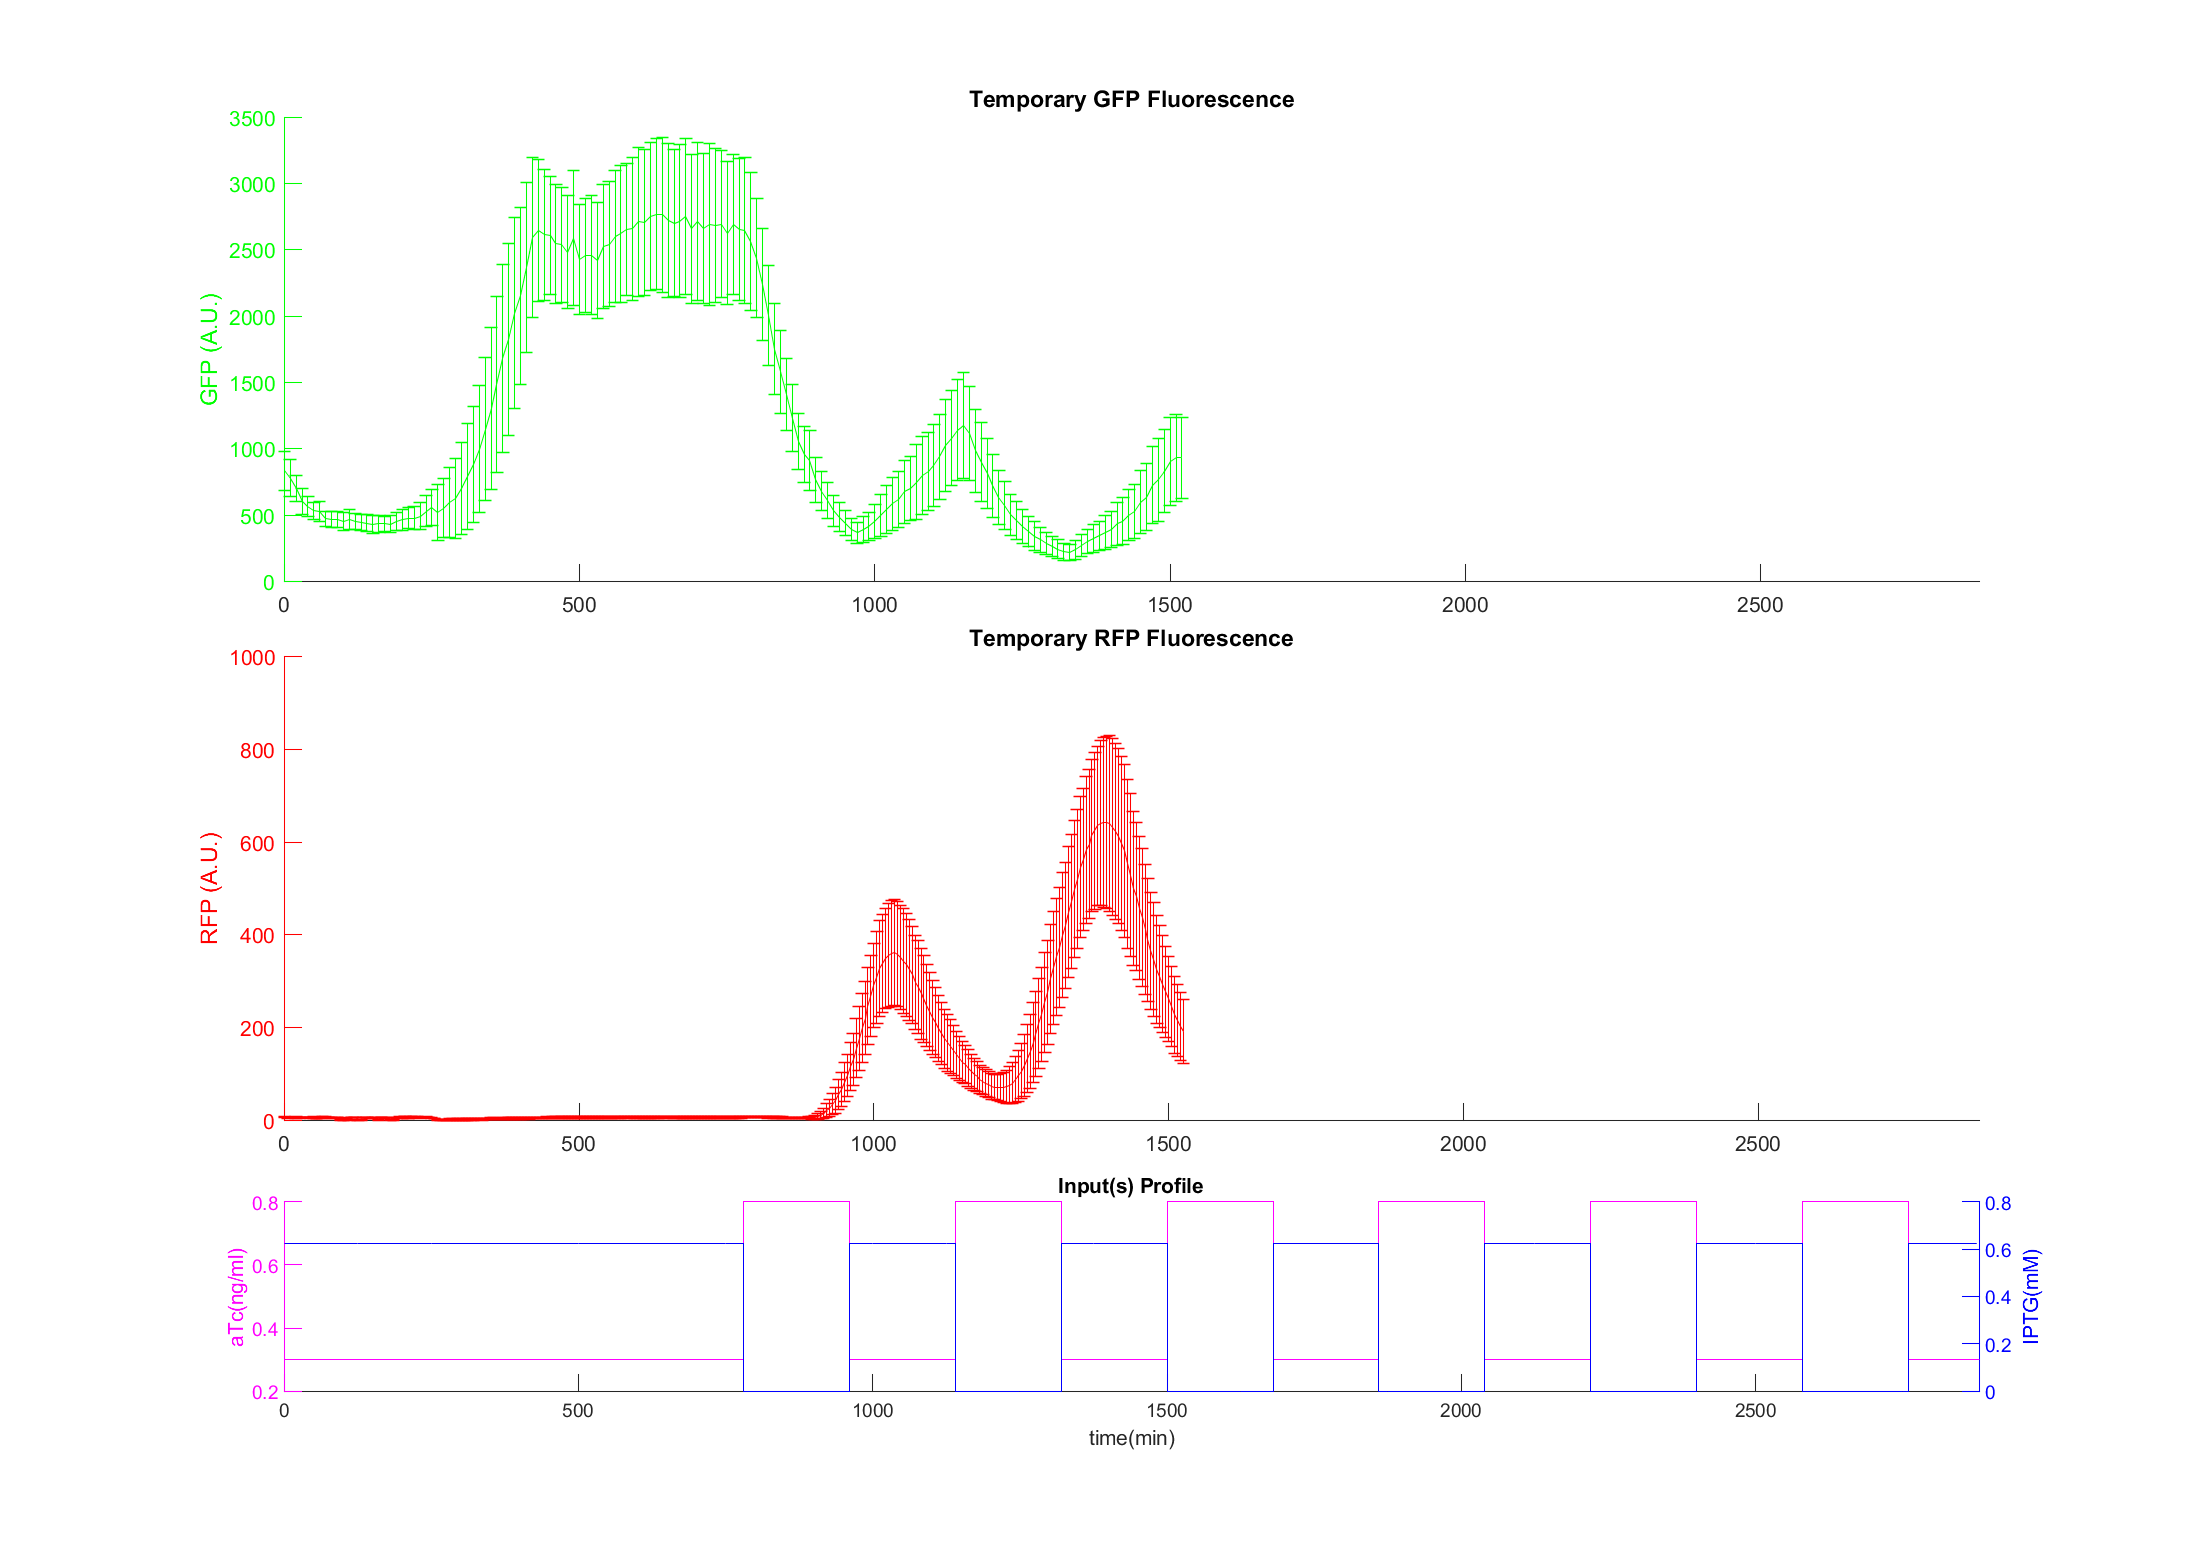 Temporary GFP Fluorescence
3500
3000
2500
2000
1500
1000
500
0
GFP (A.U.)
0 500 1000 1500 2000 2500
Temporary RFP Fluorescence
1000
800
600
400
200
0
RFP (A.U.)
0 500 1000 1500 2000 2500
Input(s) Profile
0.8
0.6
0.4
0.2
aTc(ng/ml)
0.8
0.6
0.4
0.2
0
IPTG(mM)
0 500 1000 1500 2000 2500
time(min)